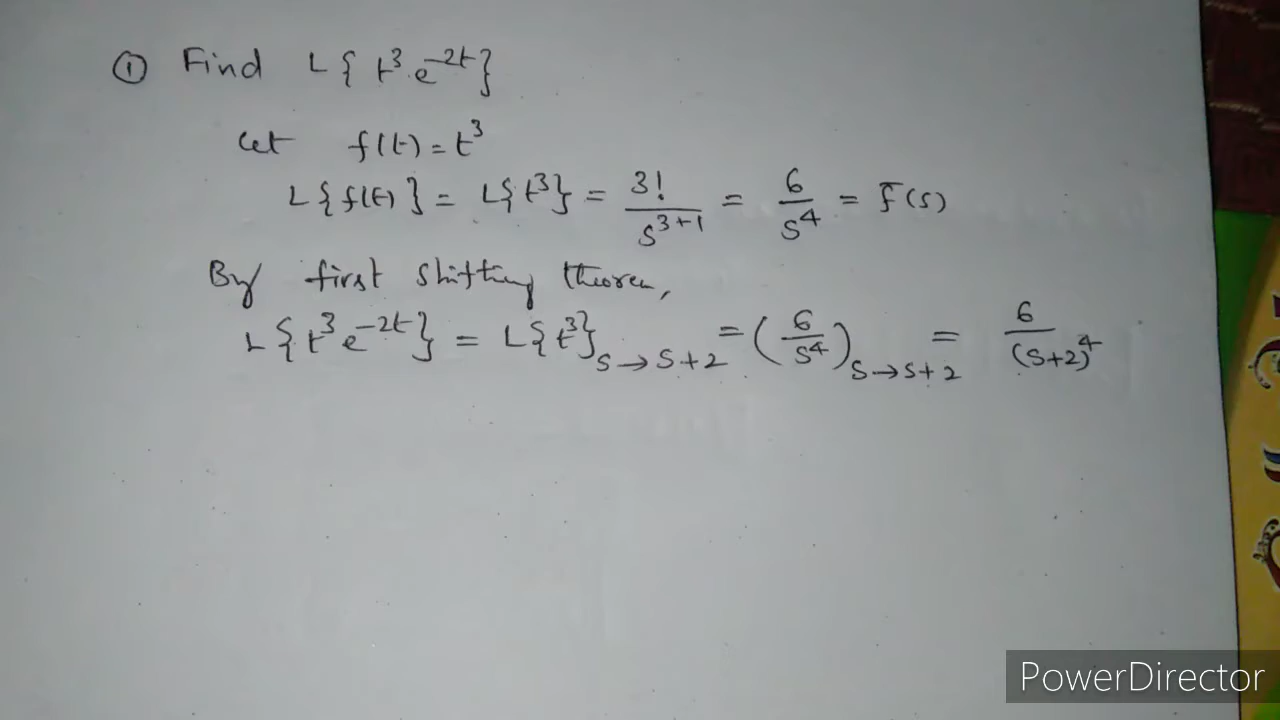 ① Find L{t³.e⁻²ᵗ}
Let f(t) = t³
L{f(t)} = L{t³} = 3!/s³⁺¹ = 6/s⁴ = F̄(s)
By first shifting theorem,
L{t³e⁻²ᵗ} = L{t³}ₛ→ₛ₊₂ = (6/s⁴)ₛ→ₛ₊₂ = 6/(s+2)⁴
PowerDirector